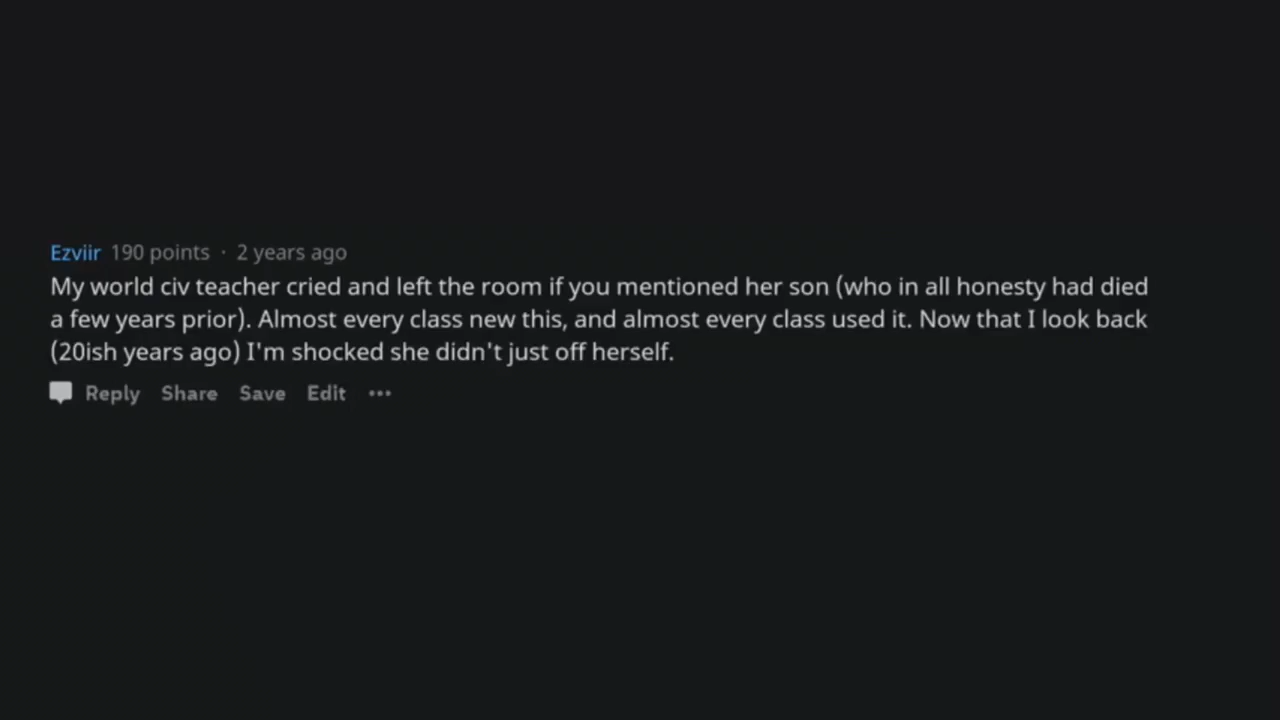 Ezviir 190 points · 2 years ago
My world civ teacher cried and left the room if you mentioned her son (who in all honesty had died
a few years prior). Almost every class new this, and almost every class used it. Now that I look back
(20ish years ago) I'm shocked she didn't just off herself.
Reply Share Save Edit •••